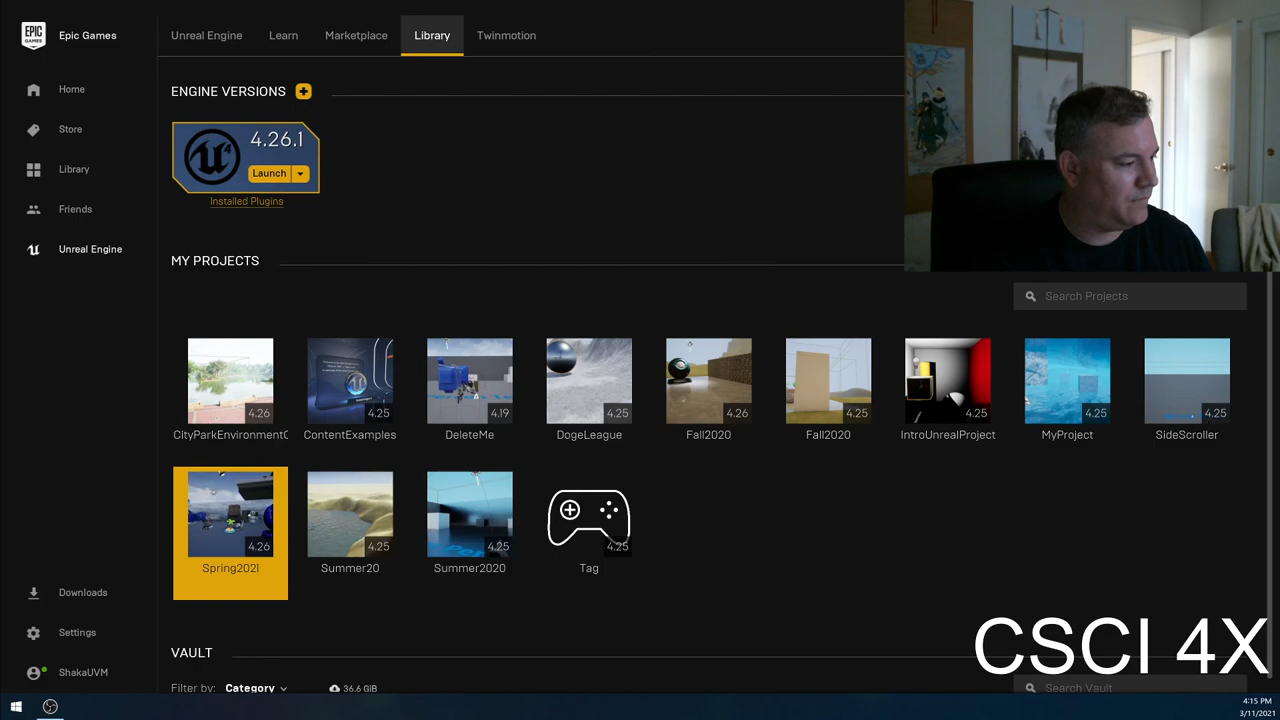 EPIC GAMES
Epic Games
Unreal Engine
Learn
Marketplace
Library
Twinmotion
Home
Store
Library
Friends
Unreal Engine
ENGINE VERSIONS
4.26.1
Launch
Installed Plugins
MY PROJECTS
Search Projects
4.26
4.25
4.19
4.25
4.26
4.25
4.25
4.25
4.25
CityParkEnvironmentC
ContentExamples
DeleteMe
DogeLeague
Fall2020
Fall2020
IntroUnrealProject
MyProject
SideScroller
4.26
4.25
4.25
4.25
Spring2021
Summer20
Summer2020
Tag
Downloads
Settings
ShakaUVM
VAULT
Filter by:
Category
36.6 GiB
Search Vault
CSCI 4X
4:15 PM
3/11/2021